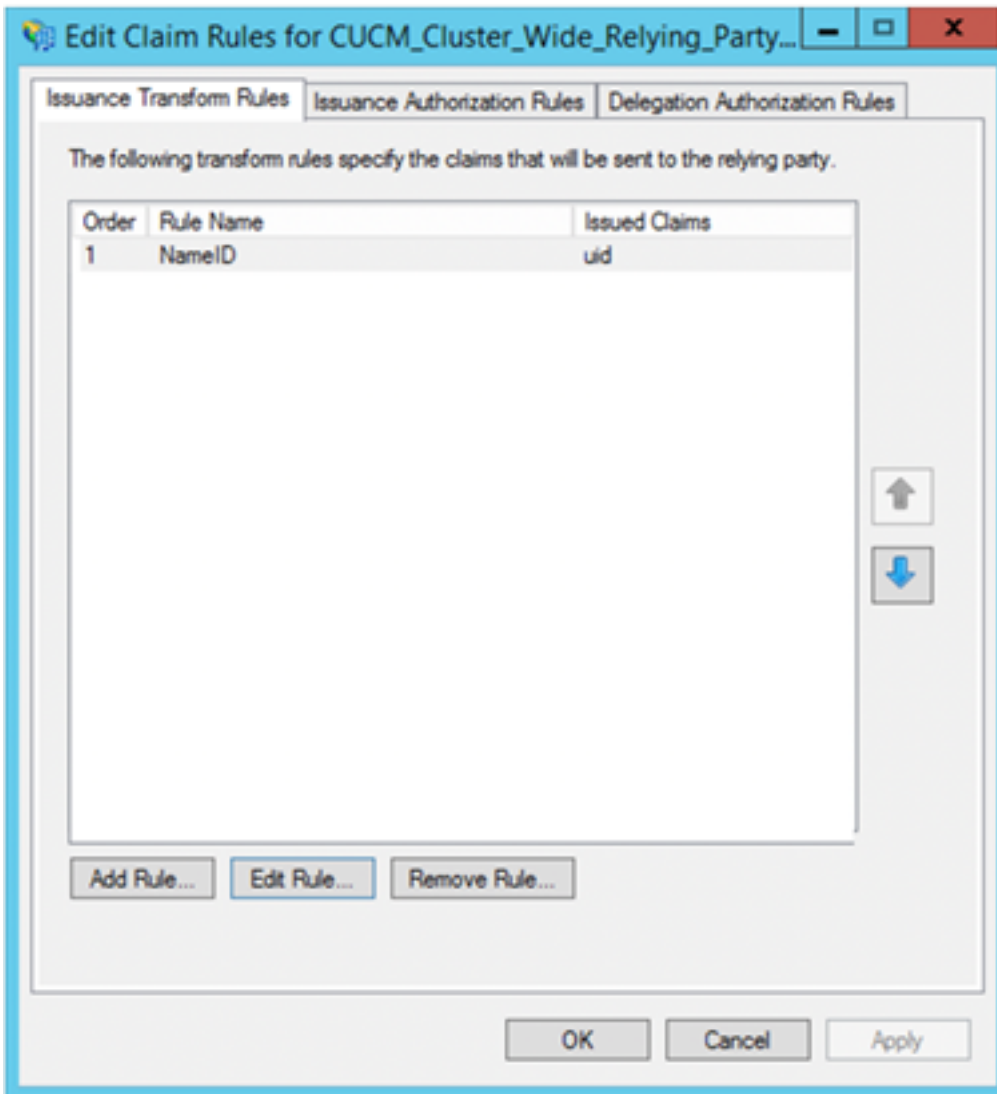 Edit Claim Rules for CUCM_Cluster_Wide_Relying_Party...
Issuance Transform Rules Issuance Authorization Rules Delegation Authorization Rules
The following transform rules specify the claims that will be sent to the relying party.
Order Rule Name Issued Claims
1 NameID uid
Add Rule... Edit Rule... Remove Rule...
OK Cancel Apply